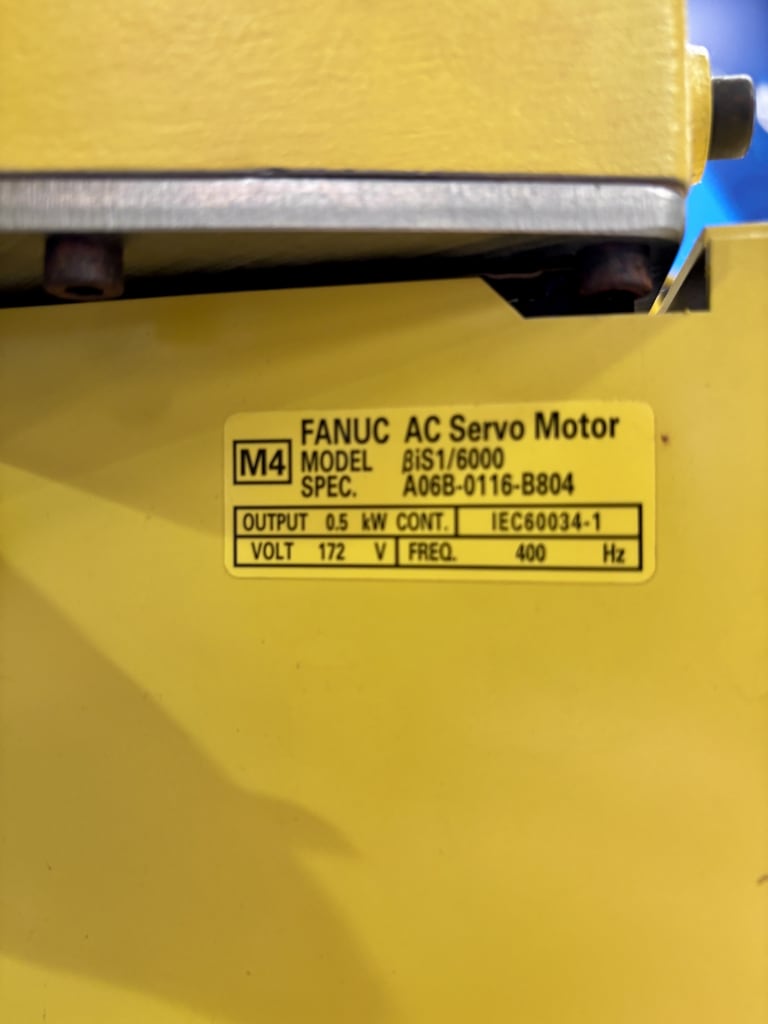 M4
FANUC AC Servo Motor
MODEL βiS1/6000
SPEC. A06B-0116-B804
OUTPUT 0.5 kW CONT. IEC60034-1
VOLT 172 V FREQ. 400 Hz